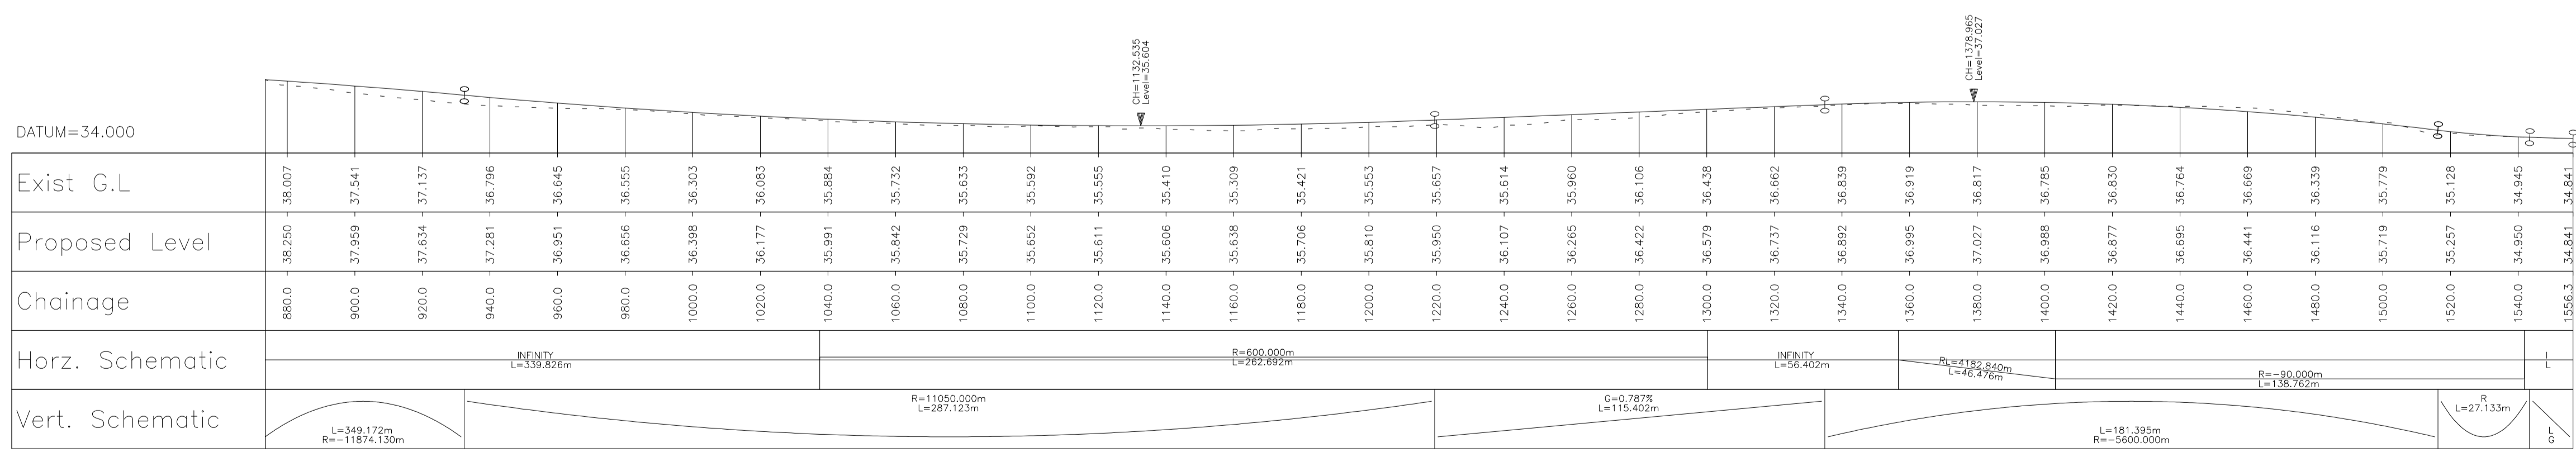 CH=1132.535
Level=35.604
CH=1378.965
Level=37.027
DATUM=34.000
Exist G.L 38.007 37.541 37.137 36.796 36.645 36.555 36.303 36.083 35.884 35.732 35.633 35.592 35.555 35.410 35.309 35.421 35.553 35.657 35.614 35.960 36.106 36.438 36.662 36.839 36.919 36.817 36.785 36.830 36.764 36.669 36.339 35.779 35.128 34.945 34.841
Proposed Level 38.250 37.959 37.634 37.281 36.951 36.656 36.398 36.177 35.991 35.842 35.729 35.652 35.611 35.606 35.638 35.706 35.810 35.950 36.107 36.265 36.422 36.579 36.737 36.892 36.995 37.027 36.988 36.877 36.695 36.441 36.116 35.719 35.257 34.950 34.841
Chainage 880.0 900.0 920.0 940.0 960.0 980.0 1000.0 1020.0 1040.0 1060.0 1080.0 1100.0 1120.0 1140.0 1160.0 1180.0 1200.0 1220.0 1240.0 1260.0 1280.0 1300.0 1320.0 1340.0 1360.0 1380.0 1400.0 1420.0 1440.0 1460.0 1480.0 1500.0 1520.0 1540.0 1556.3
Horz. Schematic
INFINITY
L=339.826m
R=600.000m
L=262.692m
INFINITY
L=56.402m
RL=4182.840m
L=46.476m
R=-90.000m
L=138.762m
I
L
Vert. Schematic
L=349.172m
R=-11874.130m
R=11050.000m
L=287.123m
G=0.787%
L=115.402m
L=181.395m
R=-5600.000m
R
L=27.133m
L
G